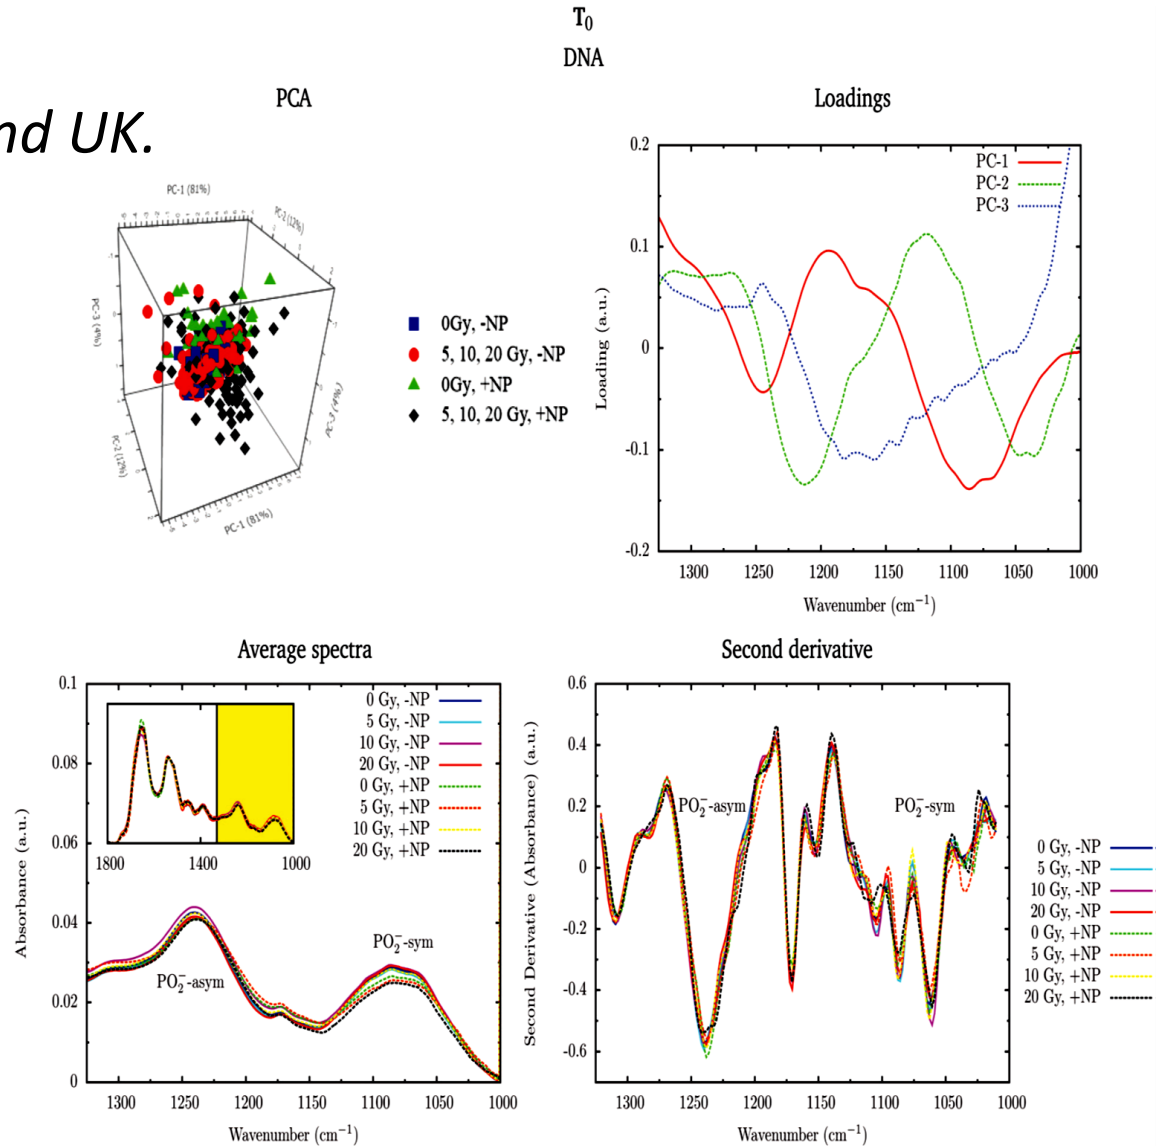 T₀
DNA
PCA
Loadings
nd UK.
PC-1 (81%)
PC-2 (12%)
PC-3 (4%)
PC-2 (12%)
PC-1 (81%)
0Gy, -NP
5, 10, 20 Gy, -NP
0Gy, +NP
5, 10, 20 Gy, +NP
PC-1
PC-2
PC-3
0.2
0.1
0
-0.1
-0.2
Loading (a.u.)
1300 1250 1200 1150 1100 1050 1000
Wavenumber (cm⁻¹)
Average spectra
0.1
0.08
0.06
0.04
0.02
0
Absorbance (a.u.)
1800 1400 1000
0 Gy, -NP
5 Gy, -NP
10 Gy, -NP
20 Gy, -NP
0 Gy, +NP
5 Gy, +NP
10 Gy, +NP
20 Gy, +NP
PO₂⁻-asym
PO₂⁻-sym
1300 1250 1200 1150 1100 1050 1000
Wavenumber (cm⁻¹)
Second derivative
0.6
0.4
0.2
0
-0.2
-0.4
-0.6
Second Derivative (Absorbance) (a.u.)
PO₂⁻-asym
PO₂⁻-sym
0 Gy, -NP
5 Gy, -NP
10 Gy, -NP
20 Gy, -NP
0 Gy, +NP
5 Gy, +NP
10 Gy, +NP
20 Gy, +NP
1300 1250 1200 1150 1100 1050 1000
Wavenumber (cm⁻¹)